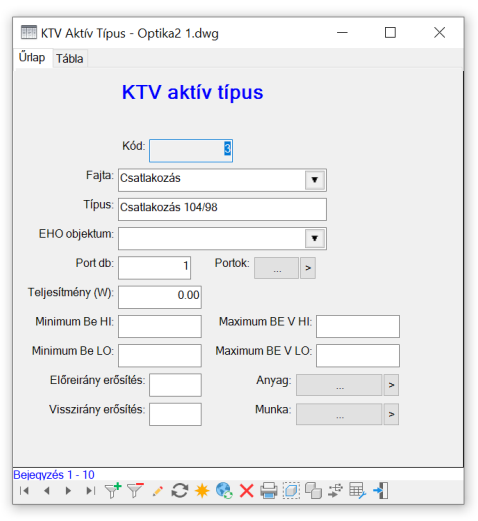 KTV Aktív Típus - Optika2 1.dwg
Űrlap Tábla
KTV aktív típus
Kód: 3
Fajta: Csatlakozás
Típus: Csatlakozás 104/98
EHO objektum:
Port db: 1 Portok: ... >
Teljesítmény (W): 0.00
Minimum Be HI: Maximum BE V HI:
Minimum Be LO: Maximum BE V LO:
Előreirány erősítés: Anyag: ... >
Visszirány erősítés: Munka: ... >
Bejegyzés 1 - 10